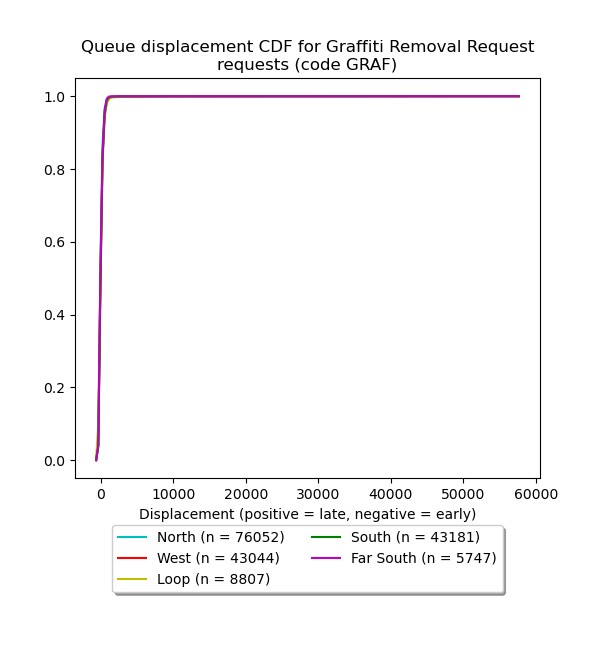 Queue displacement CDF for Graffiti Removal Request
requests (code GRAF)
1.0
0.8
0.6
0.4
0.2
0.0
0 10000 20000 30000 40000 50000 60000
Displacement (positive = late, negative = early)
North (n = 76052) South (n = 43181)
West (n = 43044) Far South (n = 5747)
Loop (n = 8807)